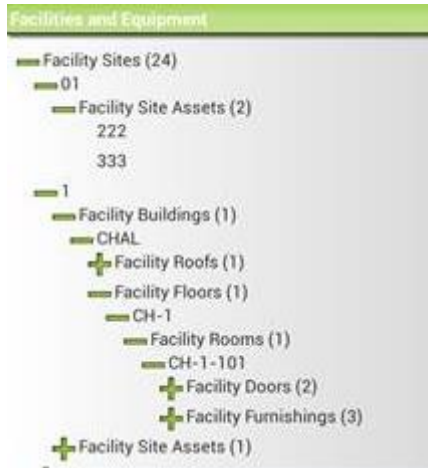 Facilities and Equipment
Facility Sites (24)
01
Facility Site Assets (2)
222
333
1
Facility Buildings (1)
CHAL
Facility Roofs (1)
Facility Floors (1)
CH-1
Facility Rooms (1)
CH-1-101
Facility Doors (2)
Facility Furnishings (3)
Facility Site Assets (1)